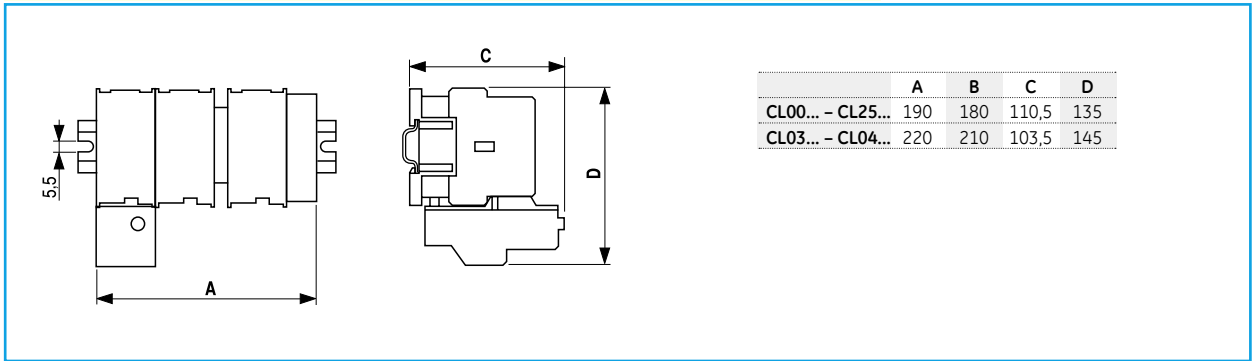 C
A B C D
CL00... – CL25... 190 180 110,5 135
CL03... – CL04... 220 210 103,5 145
D
5,5
A